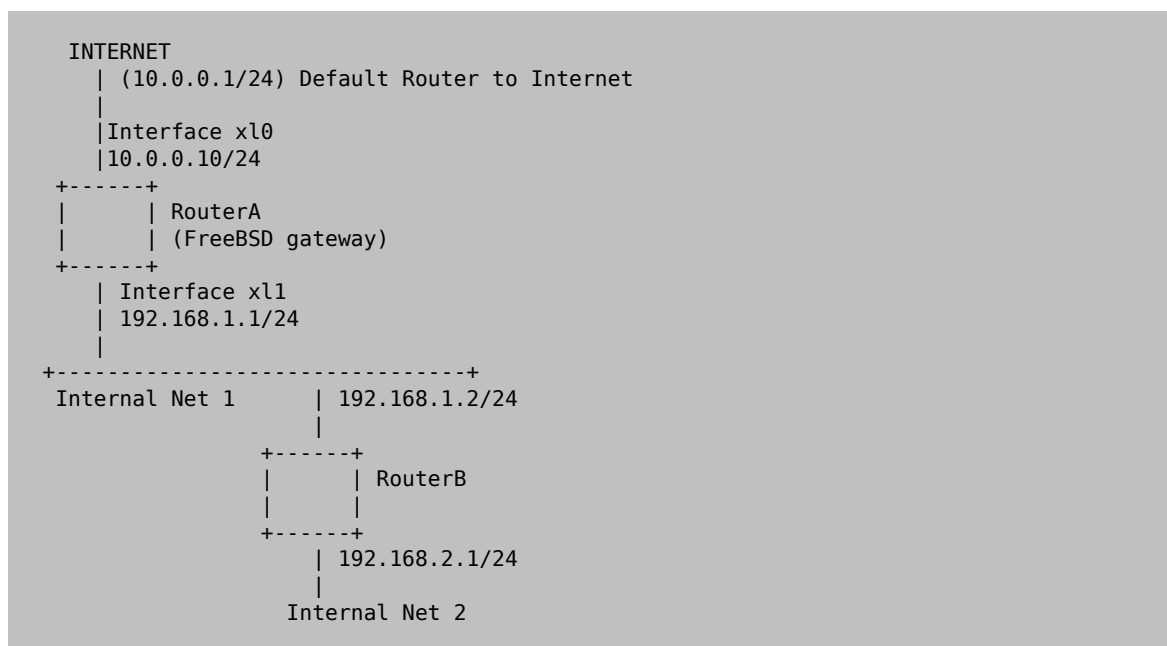 INTERNET
| (10.0.0.1/24) Default Router to Internet
|
|Interface xl0
|10.0.0.10/24
+------+
|      | RouterA
|      | (FreeBSD gateway)
+------+
| Interface xl1
| 192.168.1.1/24
|
+--------------------------------+
Internal Net 1      | 192.168.1.2/24
|
+------+
|      | RouterB
|      |
+------+
| 192.168.2.1/24
|
Internal Net 2